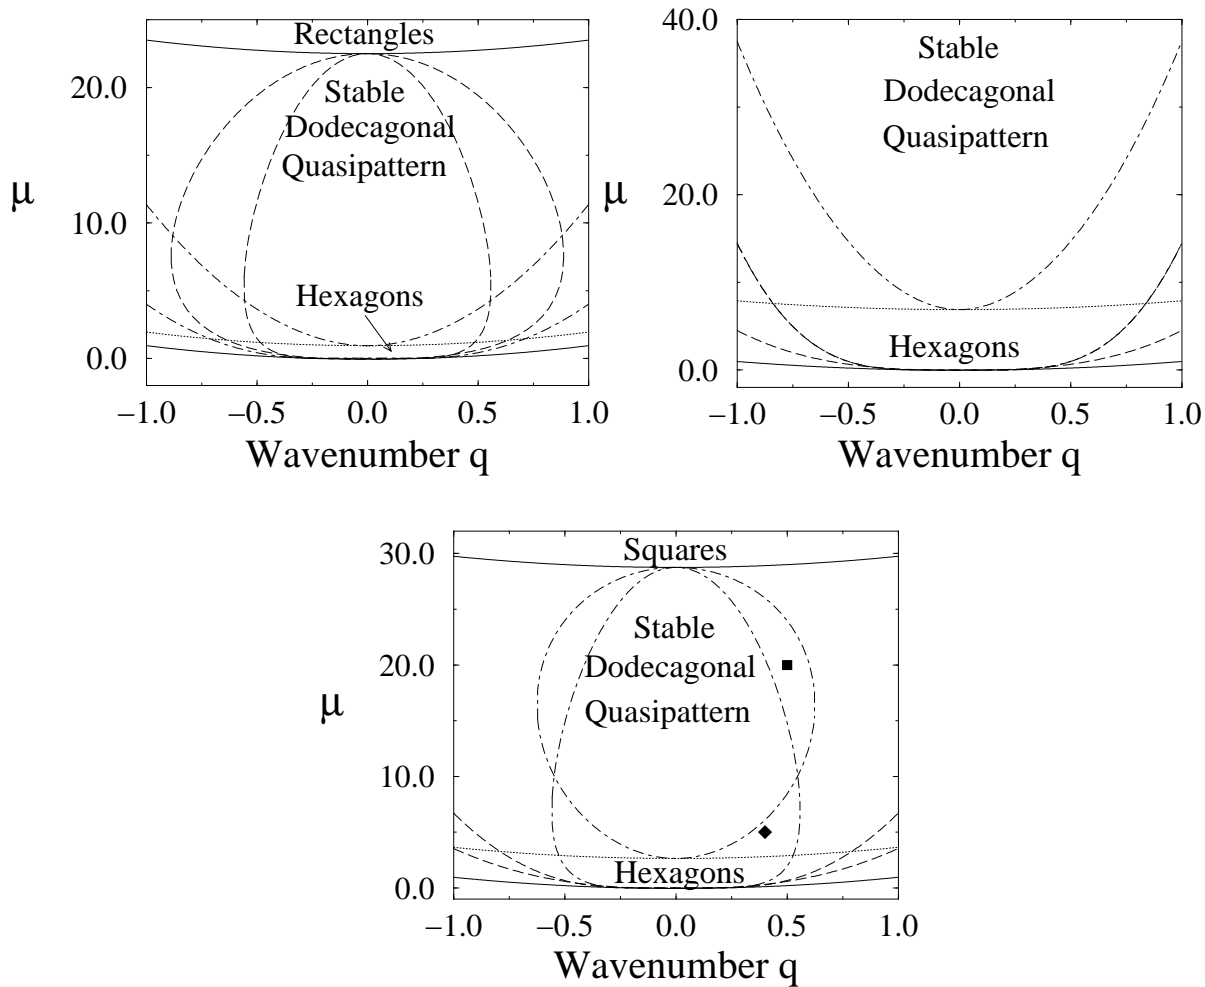 Rectangles
Stable
Dodecagonal
Quasipattern
Hexagons
μ
20.0
10.0
0.0
−1.0 −0.5 0.0 0.5 1.0
Wavenumber q
40.0
20.0
0.0
μ
Stable
Dodecagonal
Quasipattern
Hexagons
−1.0 −0.5 0.0 0.5 1.0
Wavenumber q
30.0
20.0
10.0
0.0
μ
Squares
Stable
Dodecagonal
Quasipattern
Hexagons
−1.0 −0.5 0.0 0.5 1.0
Wavenumber q